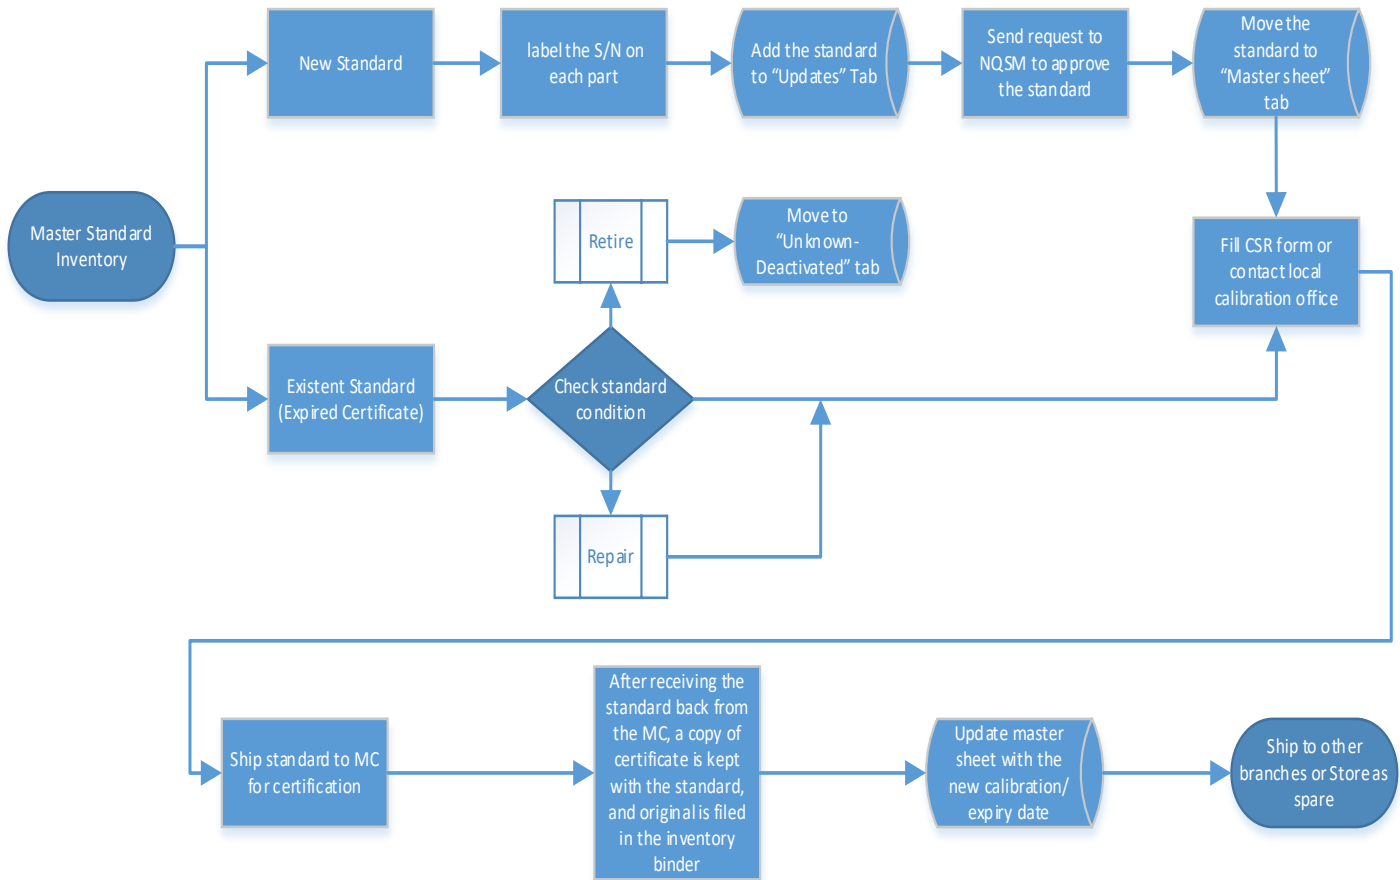 New Standard
label the S/N on
each part
Add the standard
to “Updates” Tab
Send request to
NQSM to approve
the standard
Move the
standard to
“Master sheet”
tab
Master Standard
Inventory
Retire
Move to
“Unknown-
Deactivated” tab
Fill CSR form or
contact local
calibration office
Existent Standard
(Expired Certificate)
Check standard
condition
Repair
Ship standard to MC
for certification
After receiving the
standard back from
the MC, a copy of
certificate is kept
with the standard,
and original is filed
in the inventory
binder
Update master
sheet with the
new calibration/
expiry date
Ship to other
branches or Store as
spare